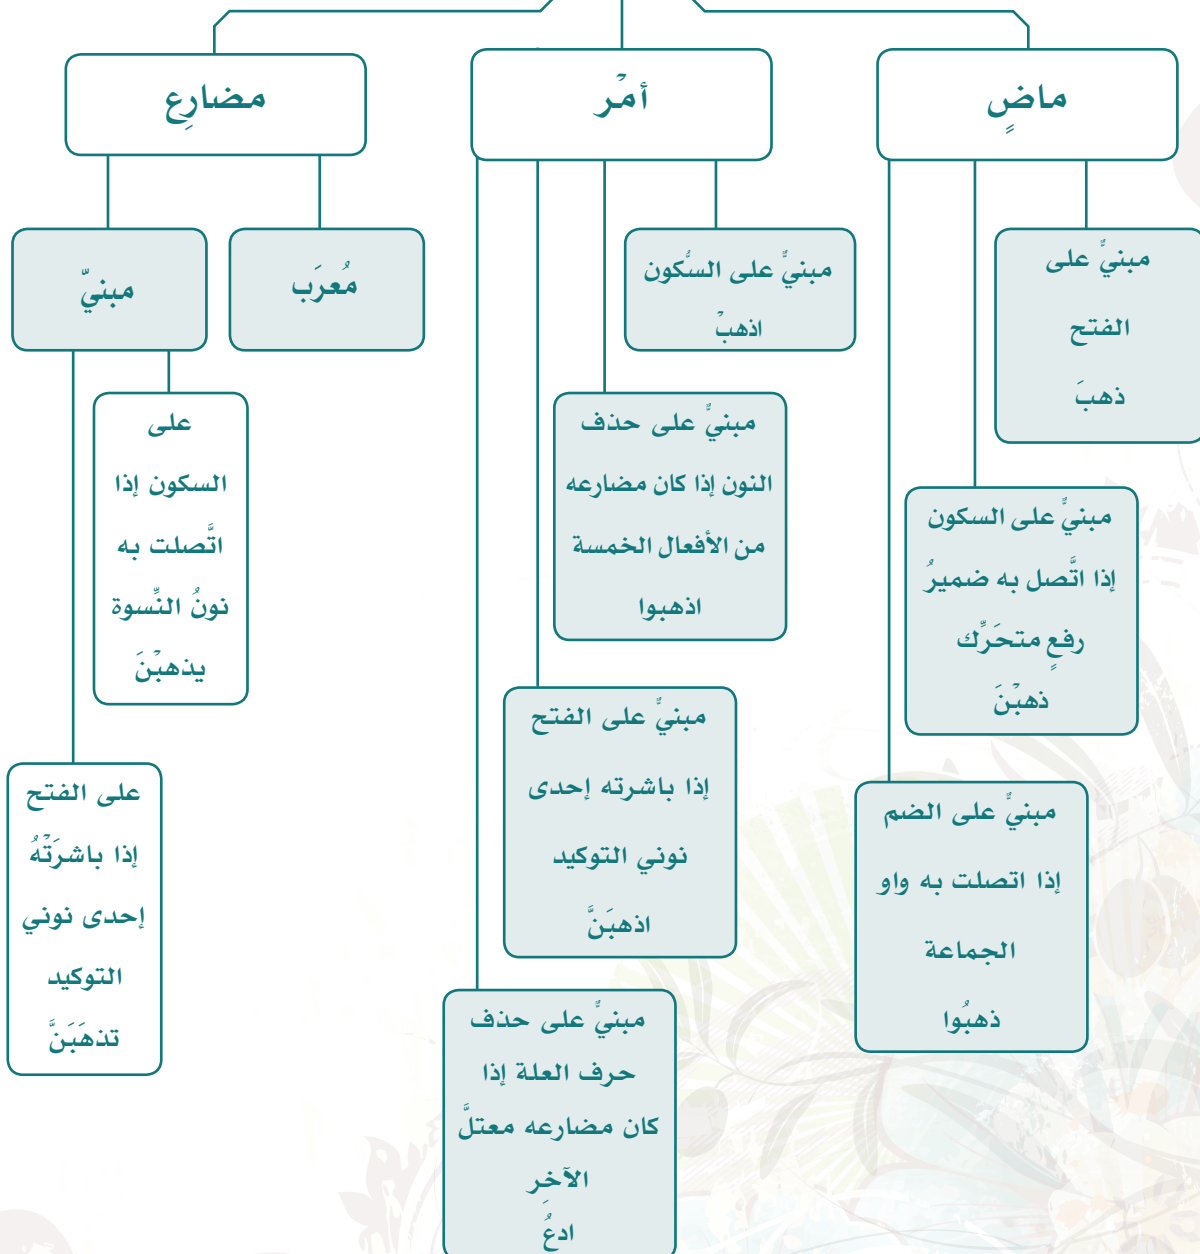 ماضٍ
أمْر
مضارِع
مبنيٌّ على
الفتح
ذهبَ
مبنيٌّ على السكون
إذا اتَّصل به ضميرُ
رفعٍ متحَرِّك
ذهبْنَ
مبنيٌّ على الضم
إذا اتصلت به واو
الجماعة
ذهبُوا
مبنيٌّ على السُّكون
اذهبْ
مبنيٌّ على حذف
النون إذا كان مضارعه
من الأفعال الخمسة
اذهبوا
مبنيٌّ على الفتح
إذا باشرته إحدى
نوني التوكيد
اذهبَنَّ
مبنيٌّ على حذف
حرف العلة إذا
كان مضارعه معتلَّ
الآخِر
ادعُ
مُعرَب
مبنيّ
على
السكون إذا
اتَّصلت به
نونُ النِّسوة
يذهبْنَ
على الفتح
إذا باشرَتْهُ
إحدى نوني
التوكيد
تذهَبَنَّ